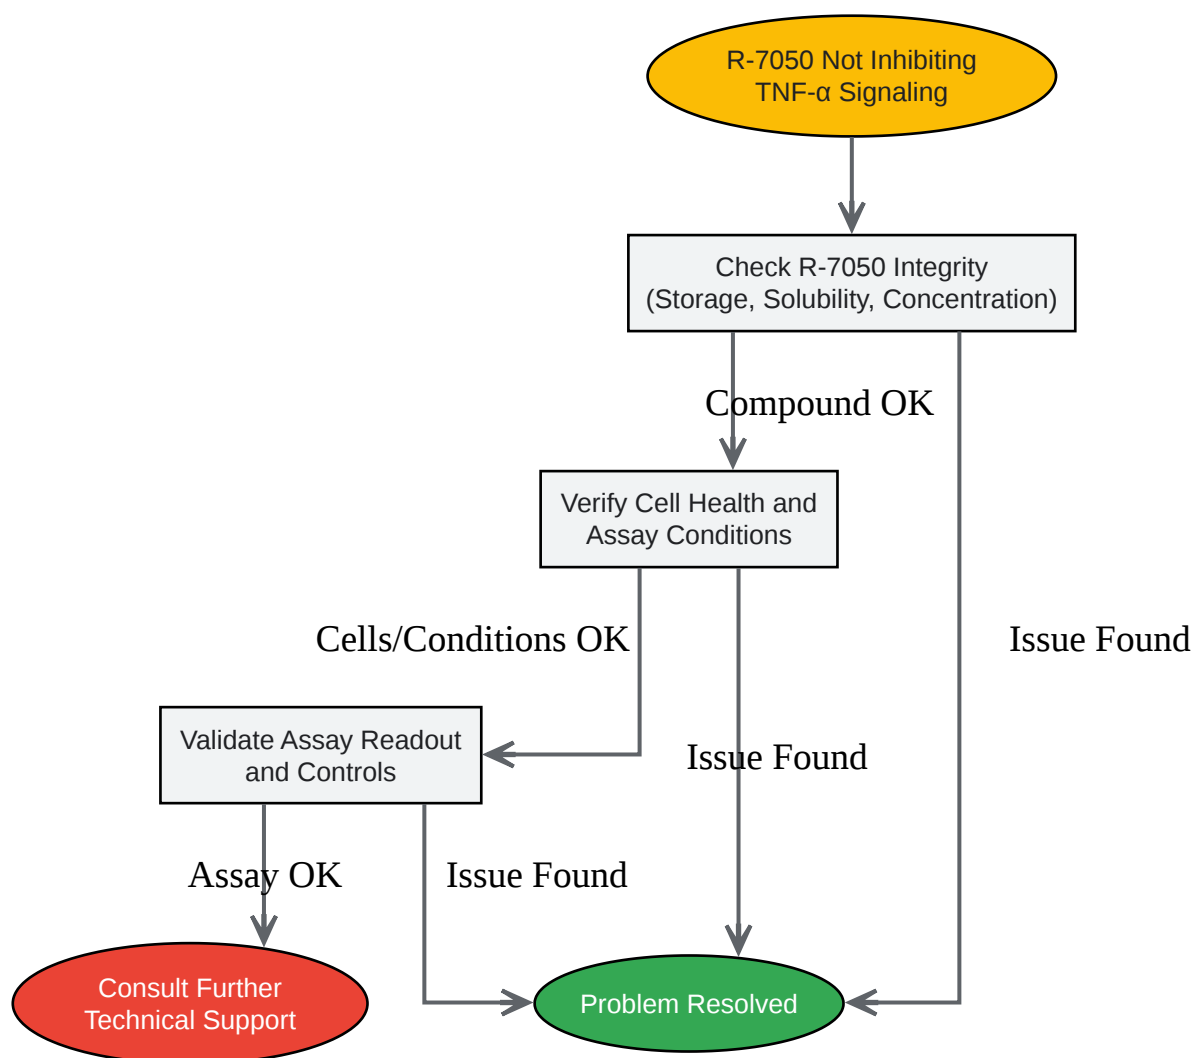 R-7050 Not Inhibiting
TNF-α Signaling
Check R-7050 Integrity
(Storage, Solubility, Concentration)
Compound OK
Verify Cell Health and
Assay Conditions
Cells/Conditions OK
Issue Found
Validate Assay Readout
and Controls
Issue Found
Assay OK
Issue Found
Consult Further
Technical Support
Problem Resolved